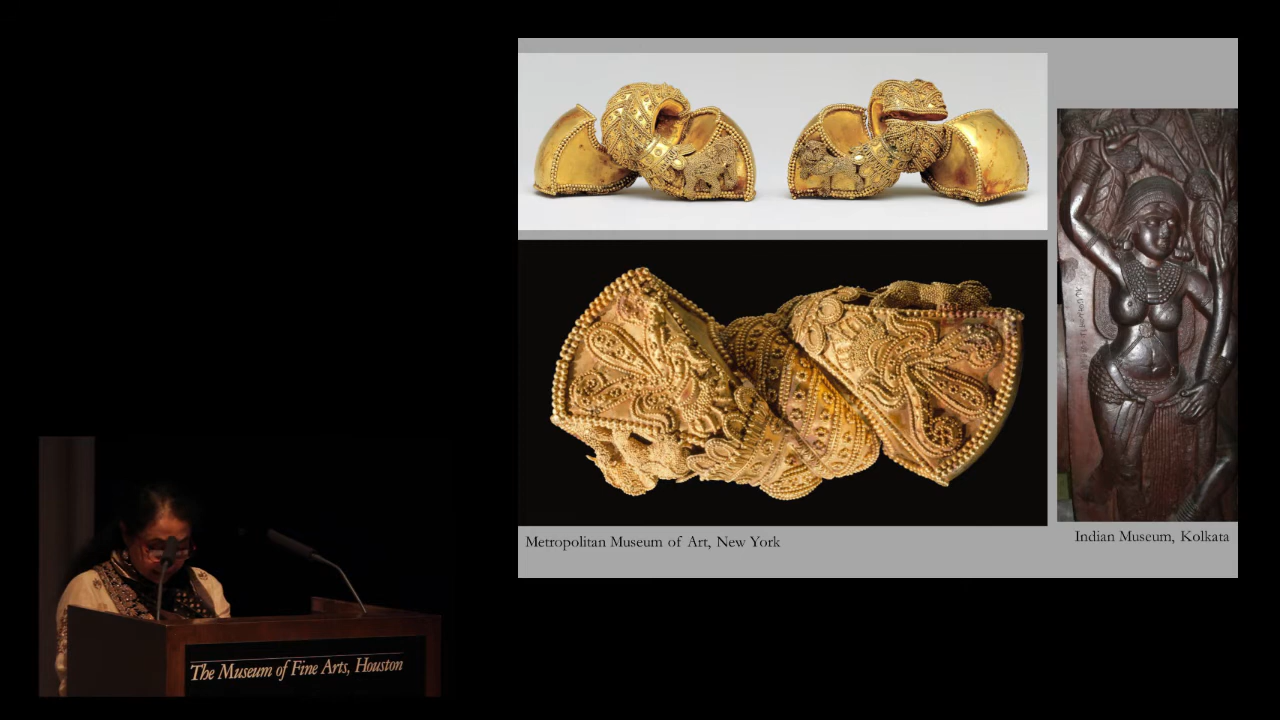 Metropolitan Museum of Art, New York
Indian Museum, Kolkata
The Museum of Fine Arts, Houston